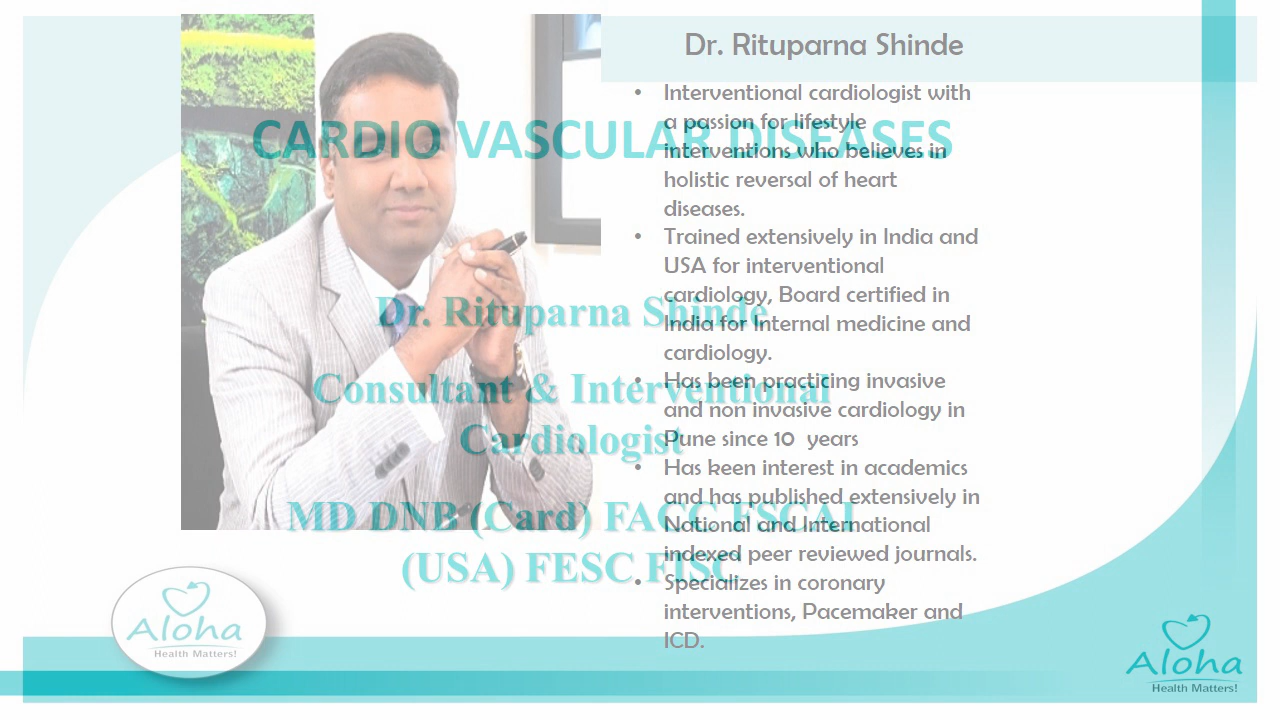 Dr. Rituparna Shinde
• Interventional cardiologist with
a passion for lifestyle
interventions who believes in
holistic reversal of heart
diseases.
• Trained extensively in India and
USA for interventional
cardiology, Board certified in
India for Internal medicine and
cardiology.
• Has been practicing invasive
and non invasive cardiology in
Pune since 10 years
• Has keen interest in academics
and has published extensively in
National and International
indexed peer reviewed journals.
• Specializes in coronary
interventions, Pacemaker and
ICD.
CARDIO VASCULAR DISEASES
Dr. Rituparna Shinde
Consultant & Interventional
Cardiologist
MD DNB (Card) FACC FSCAI
(USA) FESC FISC
Aloha
Health Matters!
Aloha
Health Matters!